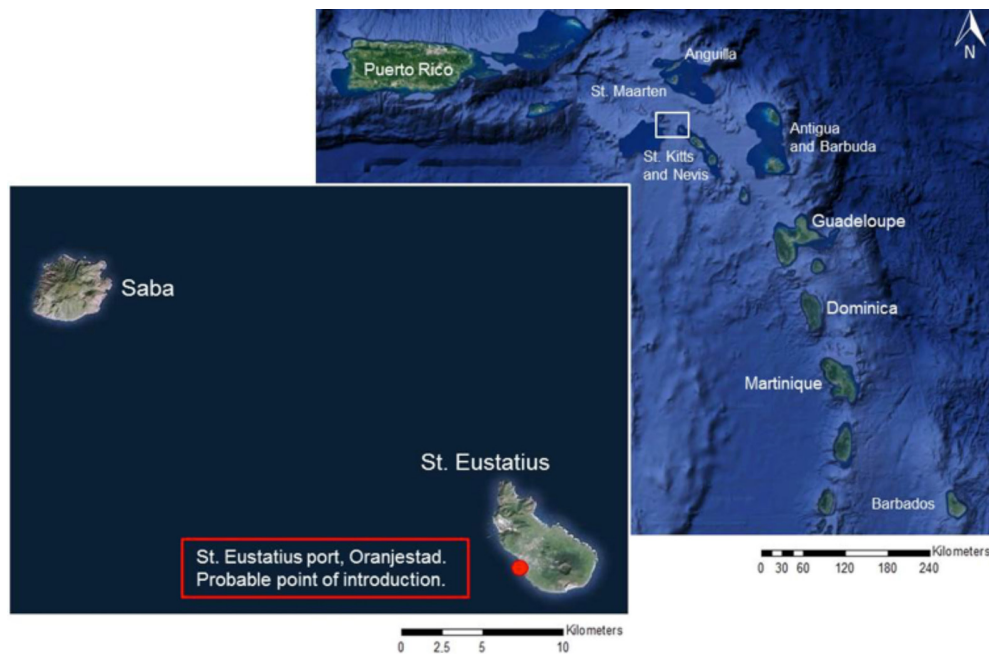 Puerto Rico
Anguilla
N
St. Maarten
Antigua
and Barbuda
St. Kitts
and Nevis
Guadeloupe
Saba
Dominica
Martinique
St. Eustatius
Barbados
St. Eustatius port, Oranjestad.
Probable point of introduction.
Kilometers
0 30 60 120 180 240
Kilometers
0 2.5 5 10